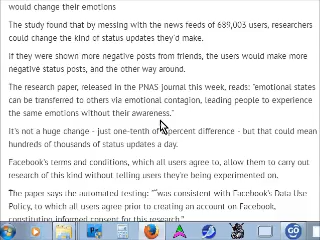 would change their emotions
The study found that by messing with the news feeds of 689,003 users, researchers
could change the kind of status updates they'd make.
If they were shown more negative posts from friends, the users would make more
negative status posts, and the other way around.
The research paper, released in the PNAS journal this week, reads: "emotional states
can be transferred to others via emotional contagion, leading people to experience
the same emotions without their awareness."
It's not a huge change - just one-tenth of a percent difference - but that could mean
hundreds of thousands of status updates a day.
Facebook's terms and conditions, which all users agree to, allow them to carry out
research of this kind without telling users they're being experimented on.
The paper says the automated testing: "“was consistent with Facebook's Data Use
Policy, to which all users agree prior to creating an account on Facebook,
constituting informed consent for this research."
GO